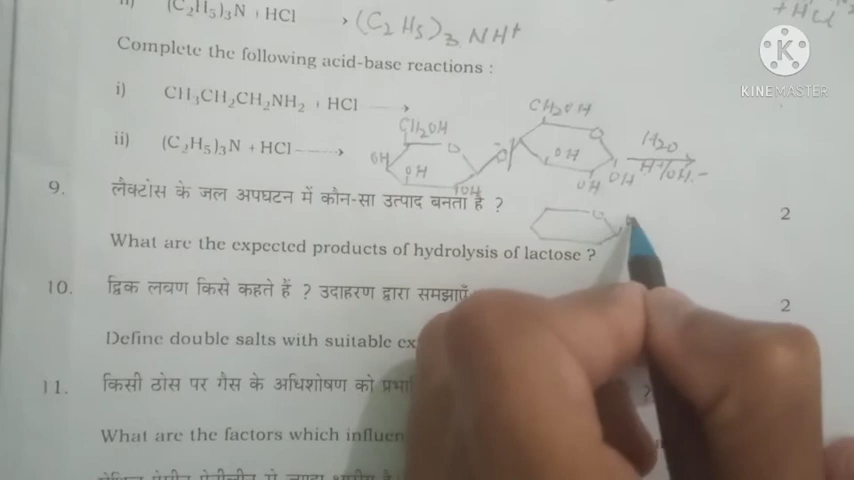 (C₂H₅)₃N + HCl → (C₂H₅)₃NH⁺
+HCl
Complete the following acid-base reactions :
i) CH₃CH₂CH₂NH₂ + HCl →
ii) (C₂H₅)₃N + HCl →
CH₂OH O OH OH OH O CH₂OH O OH OH OH H₂O H⁺/OH⁻
9. लैक्टोस के जल अपघटन में कौन-सा उत्पाद बनता है ? 2
O
What are the expected products of hydrolysis of lactose ?
10. द्विक लवण किसे कहते हैं ? उदाहरण द्वारा समझाएँ 2
Define double salts with suitable ex
11. किसी ठोस पर गैस के अधिशोषण को प्रभा ?
What are the factors which influen
KINEMASTER